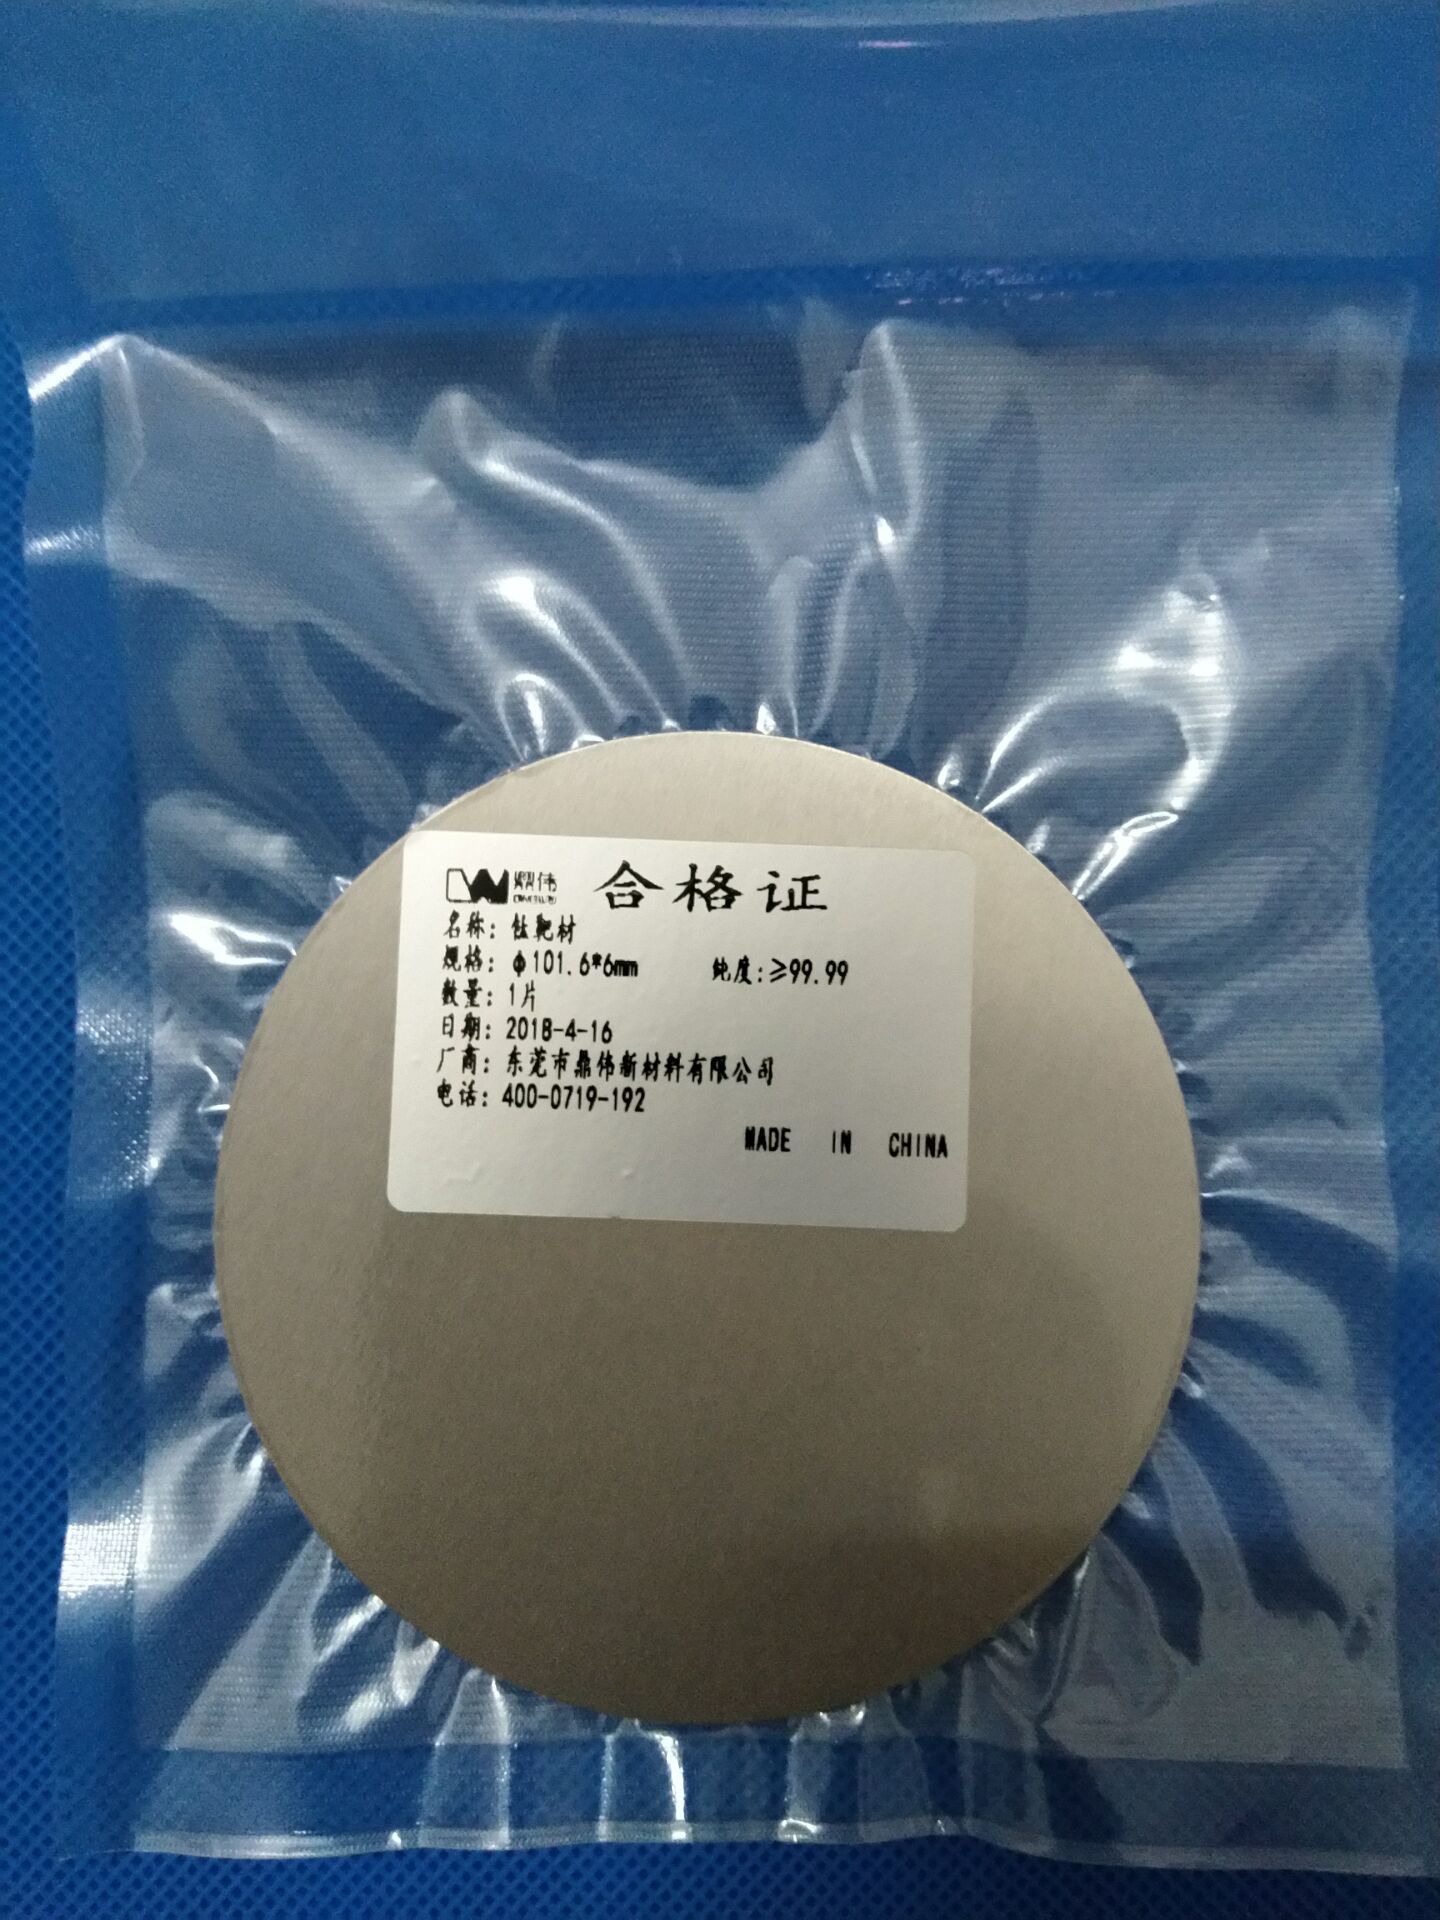 鼎伟 合格证
名称: 钛靶材
规格: Φ101.6*6mm 纯度:≥99.99
数量: 1片
日期: 2018-4-16
厂商: 东莞市鼎伟新材料有限公司
电话: 400-0719-192
MADE IN CHINA